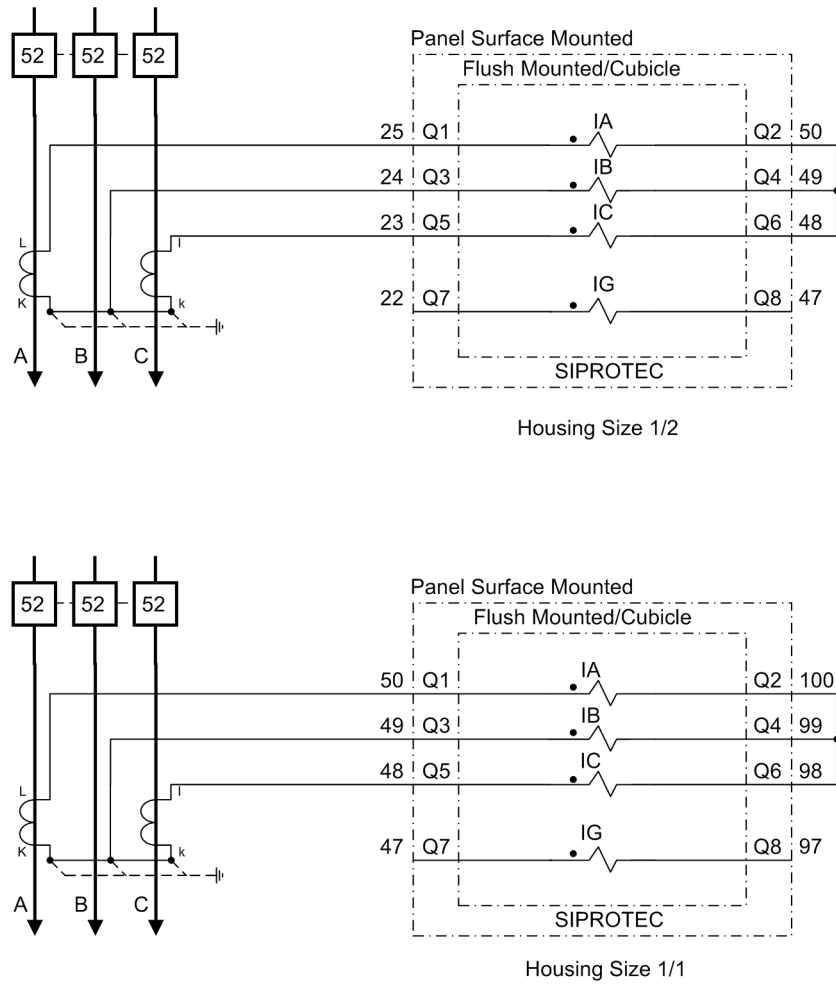 52 52 52
Panel Surface Mounted
Flush Mounted/Cubicle
25 Q1 IA Q2 50
24 Q3 IB Q4 49
23 Q5 IC Q6 48
L l
22 Q7 IG Q8 47
K k
A B C
SIPROTEC
Housing Size 1/2
52 52 52
Panel Surface Mounted
Flush Mounted/Cubicle
50 Q1 IA Q2 100
49 Q3 IB Q4 99
48 Q5 IC Q6 98
L l
47 Q7 IG Q8 97
K k
A B C
SIPROTEC
Housing Size 1/1